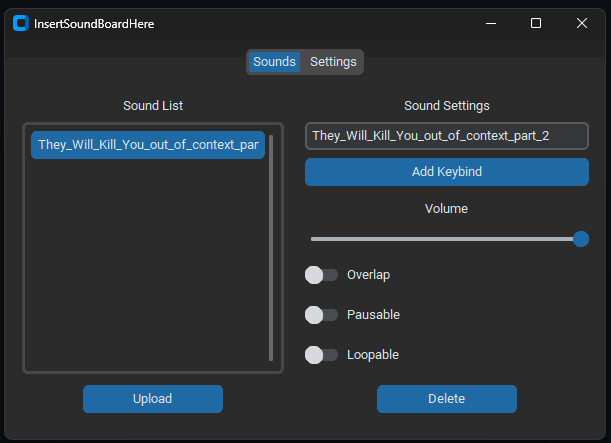 InsertSoundBoardHere
Sounds Settings
Sound List
They_Will_Kill_You_out_of_context_par
Upload
Sound Settings
They_Will_Kill_You_out_of_context_part_2
Add Keybind
Volume
Overlap
Pausable
Loopable
Delete